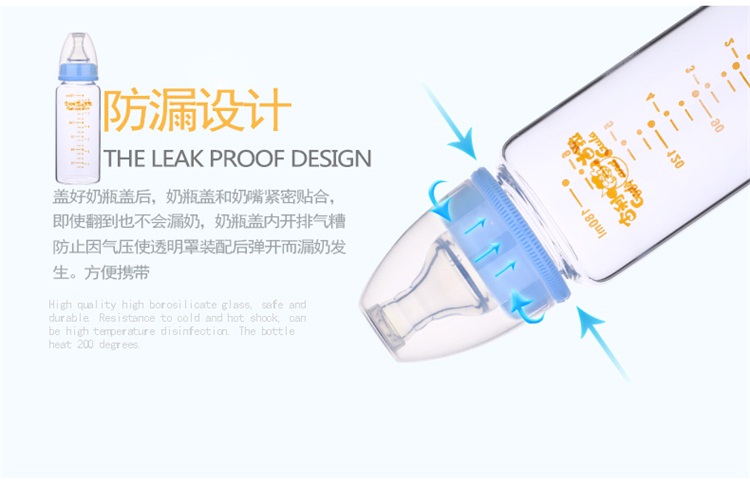 防漏设计
THE LEAK PROOF DESIGN
盖好奶瓶盖后，奶瓶盖和奶嘴紧密贴合，
即使翻到也不会漏奶，奶瓶盖内开排气糟
防止因气压使透明罩装配后弹开而漏奶发
生。方便携带
High quality high borosilicate glass, safe and
durable. Resistance to cold and hot shock, can
be high temperature disinfection. The bottle
heat 200 degrees.
120
180ml